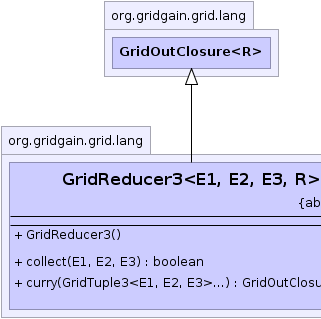 org.gridgain.grid.lang
GridOutClosure<R>
org.gridgain.grid.lang
GridReducer3<E1, E2, E3, R>
{ab
+ GridReducer3()
+ collect(E1, E2, E3) : boolean
+ curry(GridTuple3<E1, E2, E3>...) : GridOutClosu